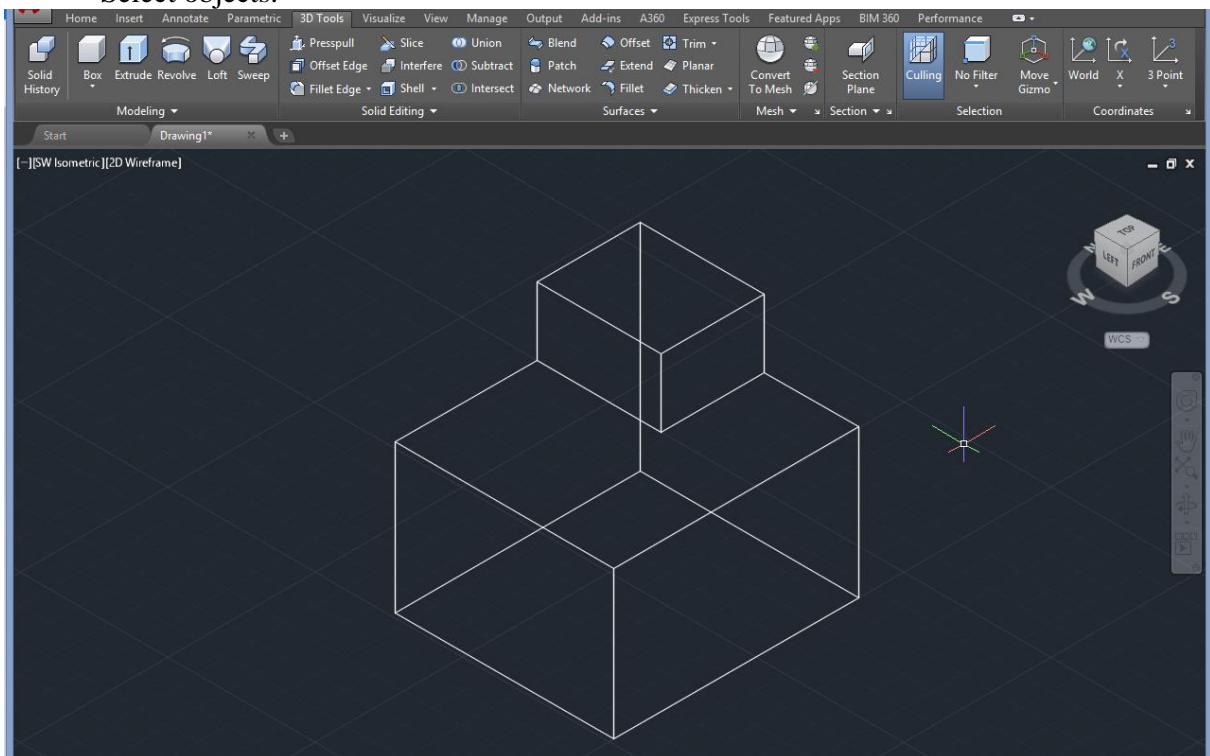 Select objects:
Home Insert Annotate Parametric 3D Tools Visualize View Manage Output Add-ins A360 Express Tools Featured Apps BIM 360 Performance
Presspull Slice Union Blend Offset Trim
Offset Edge Interfere Subtract Patch Extend Planar
Fillet Edge Shell Intersect Network Fillet Thicken
Solid History Box Extrude Revolve Loft Sweep Convert To Mesh Section Plane Culling No Filter Move Gizmo World X 3 Point
Modeling Solid Editing Surfaces Mesh Section Selection Coordinates
Start Drawing1* +
[−][SW Isometric][2D Wireframe]
TOP
LEFT FRONT
N E
W S
WCS